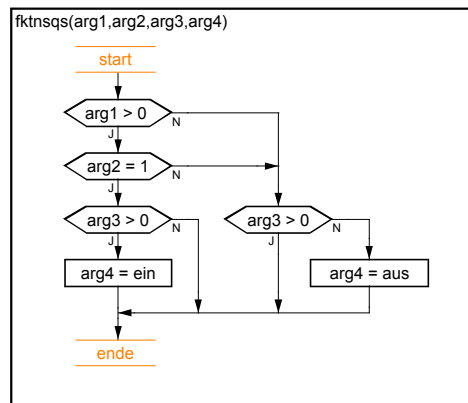 fktnsqs(arg1,arg2,arg3,arg4)
start
arg1 > 0
N
J
arg2 = 1
N
J
arg3 > 0
N
J
arg3 > 0
N
J
arg4 = ein
arg4 = aus
ende